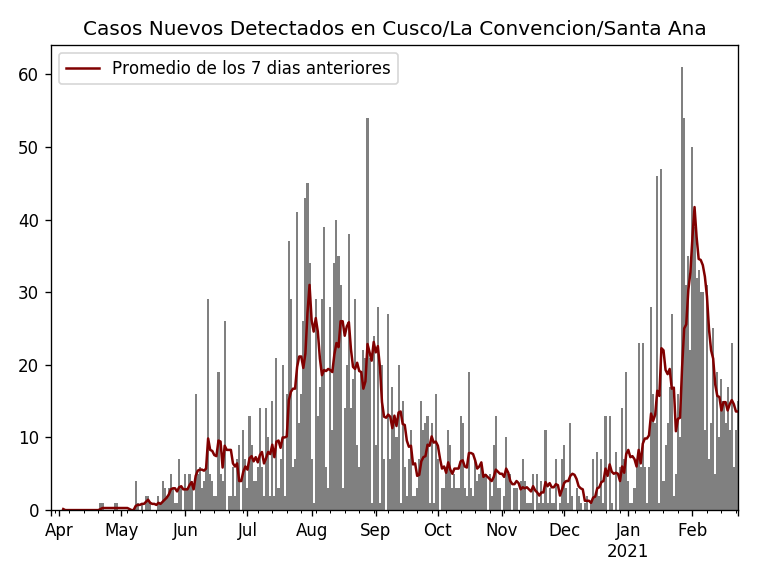 Casos Nuevos Detectados en Cusco/La Convencion/Santa Ana
Promedio de los 7 dias anteriores
60
50
40
30
20
10
0
Apr May Jun Jul Aug Sep Oct Nov Dec Jan Feb
2021